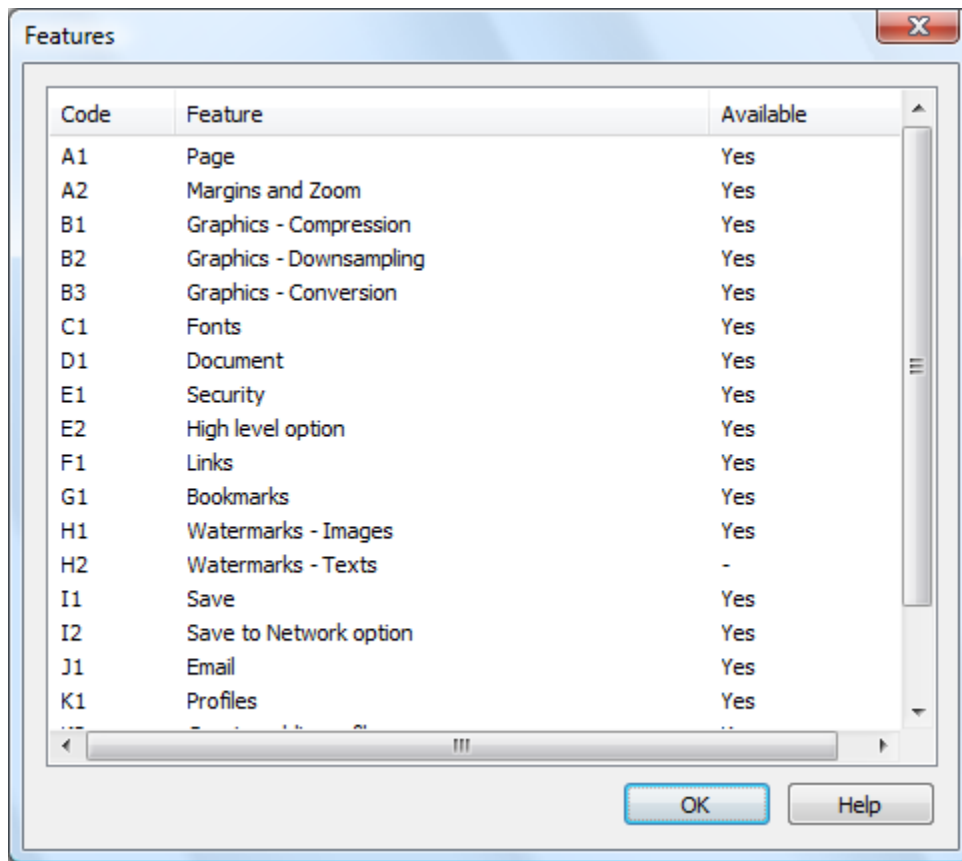 Features
Code Feature Available
A1 Page Yes
A2 Margins and Zoom Yes
B1 Graphics - Compression Yes
B2 Graphics - Downsampling Yes
B3 Graphics - Conversion Yes
C1 Fonts Yes
D1 Document Yes
E1 Security Yes
E2 High level option Yes
F1 Links Yes
G1 Bookmarks Yes
H1 Watermarks - Images Yes
H2 Watermarks - Texts -
I1 Save Yes
I2 Save to Network option Yes
J1 Email Yes
K1 Profiles Yes
OK Help